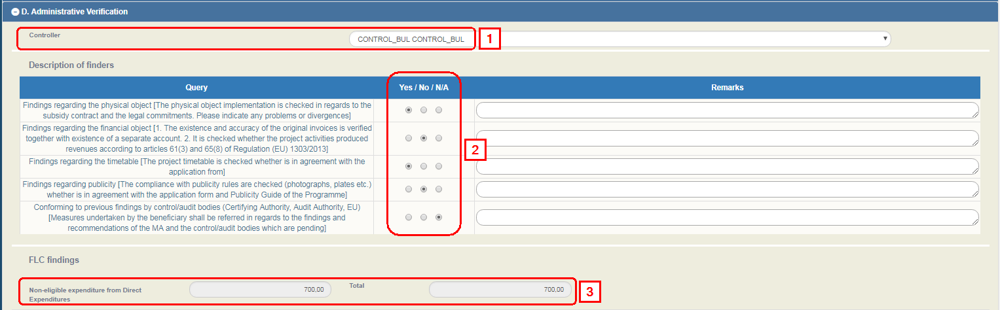 D. Administrative Verification
Controller
CONTROL_BUL CONTROL_BUL
1
Description of finders
Query
Yes / No / N/A
Remarks
Findings regarding the physical object [The physical object implementation is checked in regards to the
subsidy contract and the legal commitments. Please indicate any problems or divergences]
Findings regarding the financial object [1. The existence and accuracy of the original invoices is verified
together with existence of a separate account. 2. It is checked whether the project activities produced
revenues according to articles 61(3) and 65(8) of Regulation (EU) 1303/2013]
2
Findings regarding the timetable [The project timetable is checked whether is in agreement with the
application from]
Findings regarding publicity [The compliance with publicity rules are checked (photographs, plates etc.)
whether is in agreement with the application form and Publicity Guide of the Programme]
Conforming to previous findings by control/audit bodies (Certifying Authority, Audit Authority, EU)
[Measures undertaken by the beneficiary shall be referred in regards to the findings and
recommendations of the MA and the control/audit bodies which are pending]
FLC findings
Non-eligible expenditure from Direct
Expenditures
700,00
Total
700,00
3